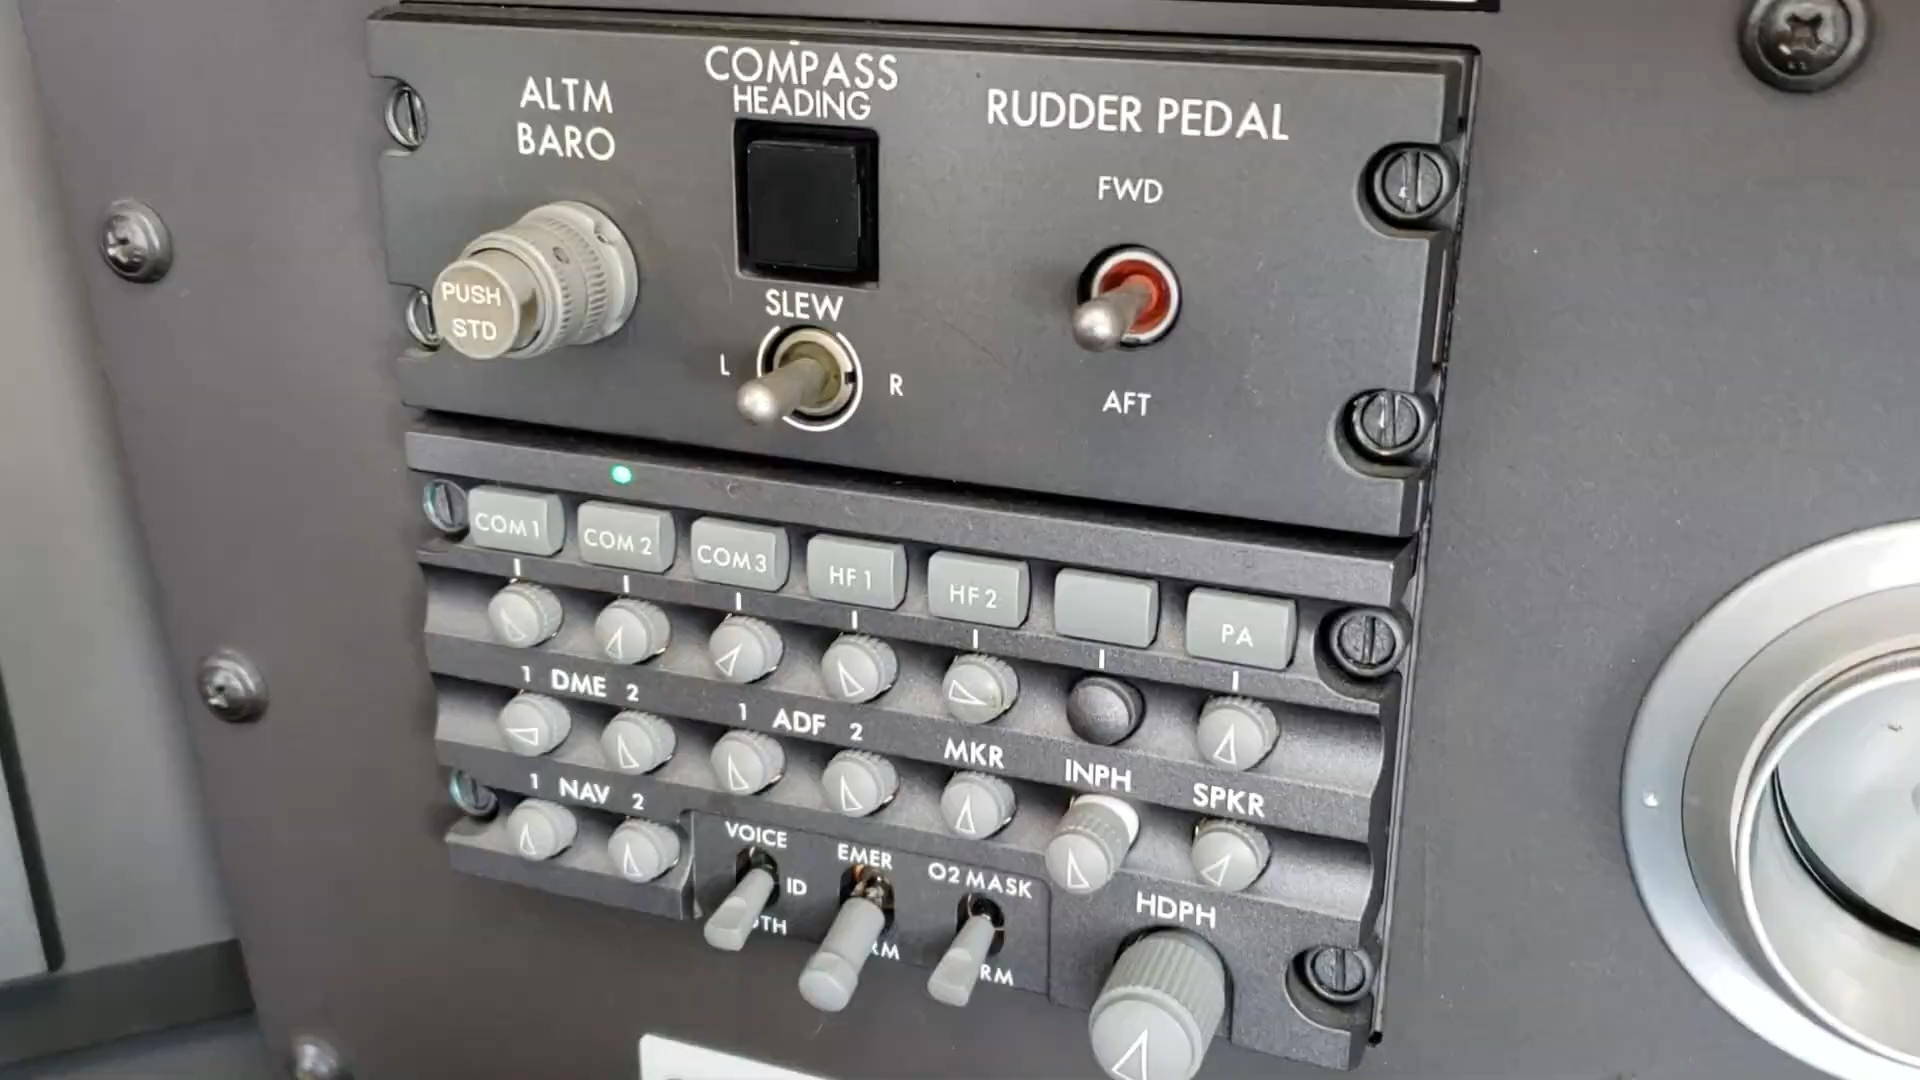 ALTM
BARO
COMPASS
HEADING
RUDDER PEDAL
FWD
PUSH
STD
SLEW
L
R
AFT
COM 1
COM 2
COM 3
HF 1
HF 2
PA
1 DME 2
1 ADF 2
MKR
INPH
SPKR
1 NAV 2
VOICE
ID
EMER
O2 MASK
HDPH